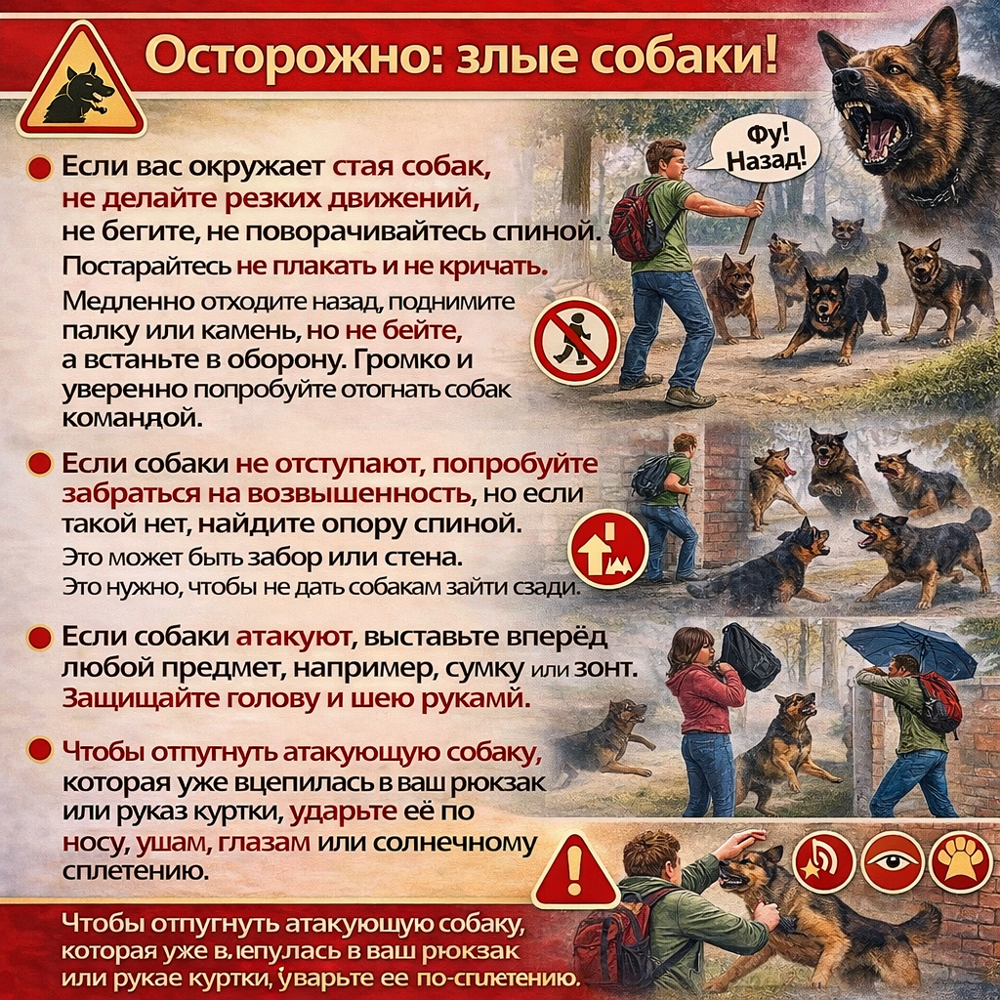 Осторожно: злые собаки!
Фу!
Назад!
Если вас окружает стая собак,
не делайте резких движений,
не бегите, не поворачивайтесь спиной.
Постарайтесь не плакать и не кричать.
Медленно отходите назад, поднимите
палку или камень, но не бейте,
а встаньте в оборону. Громко и
уверенно попробуйте отогнать собак
командой.
Если собаки не отступают, попробуйте
забраться на возвышенность, но если
такой нет, найдите опору спиной.
Это может быть забор или стена.
Это нужно, чтобы не дать собакам зайти сзади.
Если собаки атакуют, выставьте вперёд
любой предмет, например, сумку или зонт.
Защищайте голову и шею руками.
Чтобы отпугнуть атакующую собаку,
которая уже вцепилась в ваш рюкзак
или руказ куртки, ударьте её по
носу, ушам, глазам или солнечному
сплетению.
Чтобы отпугнуть атакующую собаку,
которая уже в ваш рюкзак
или рукае куртки, уварьте ее по-сплетению.